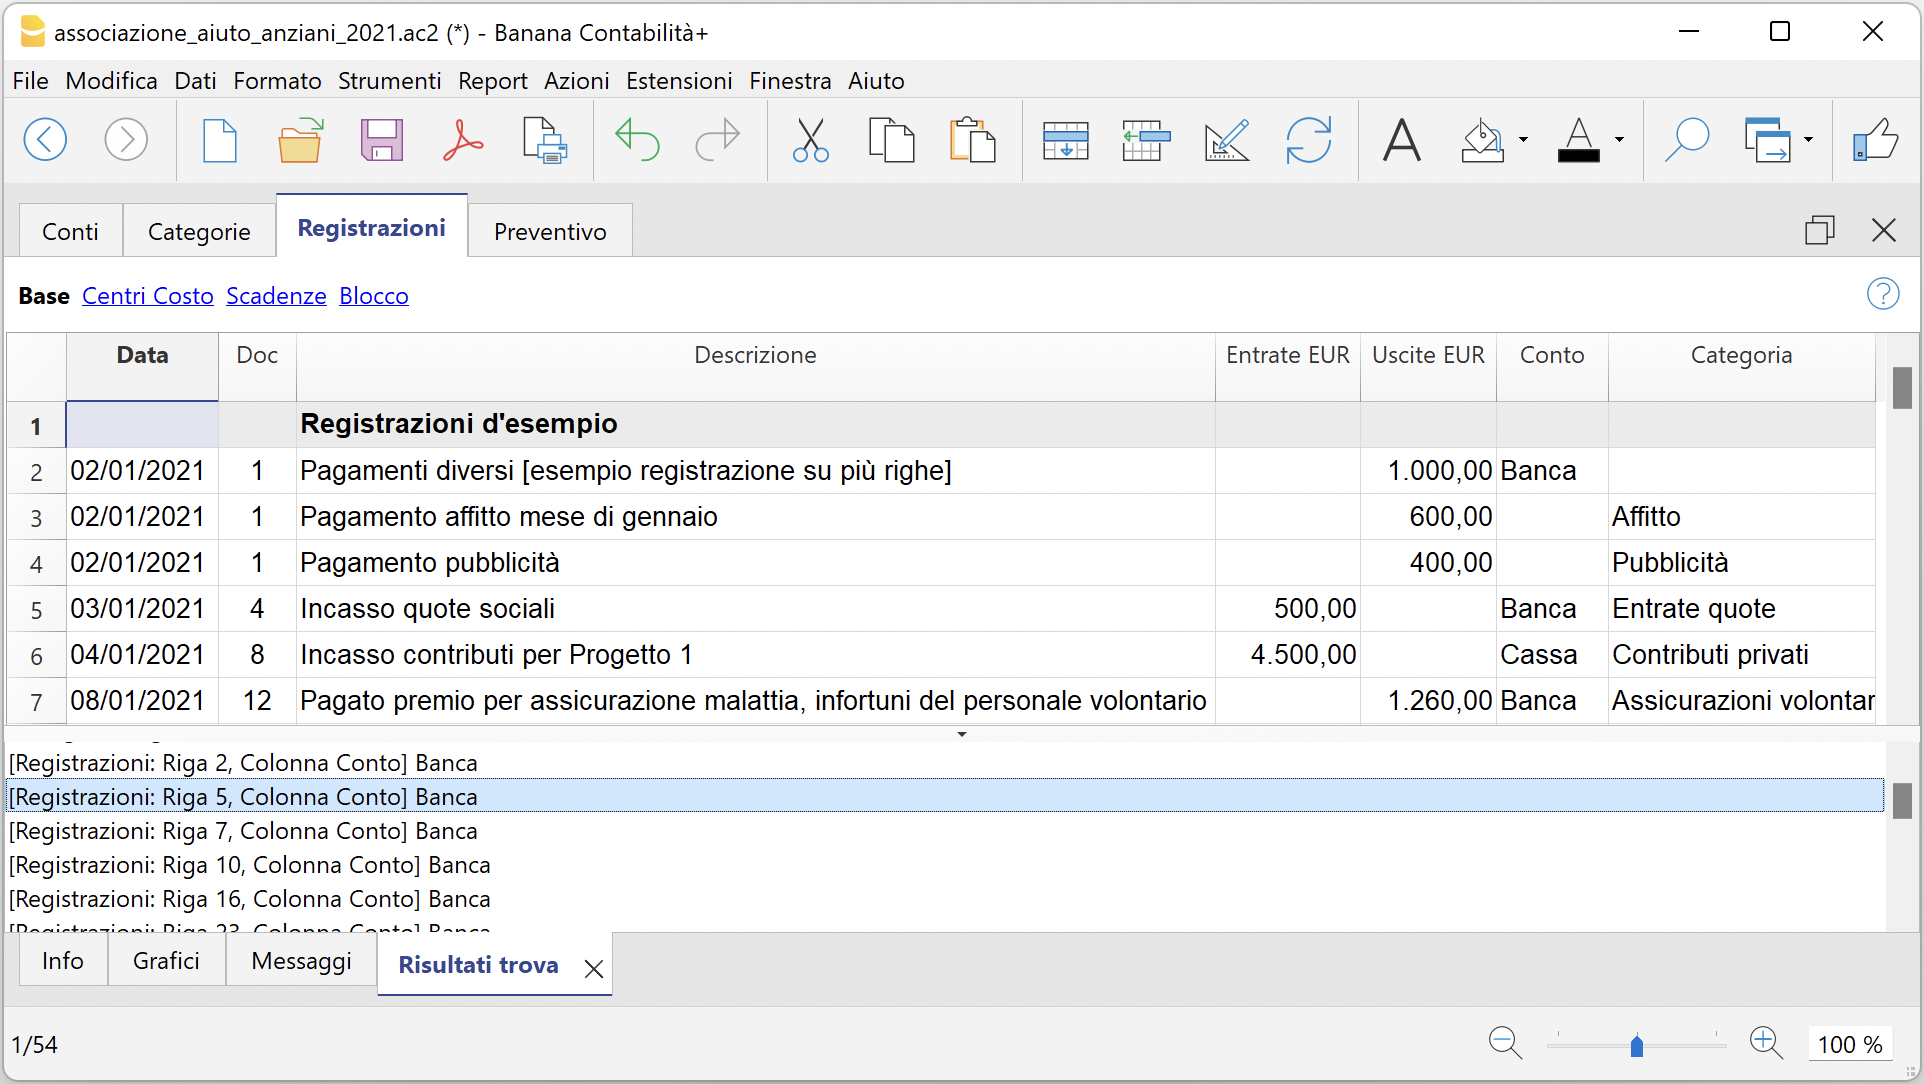 associazione_aiuto_anziani_2021.ac2 (*) - Banana Contabilità+
File Modifica Dati Formato Strumenti Report Azioni Estensioni Finestra Aiuto
Conti Categorie Registrazioni Preventivo
Base Centri Costo Scadenze Blocco
Data Doc Descrizione Entrate EUR Uscite EUR Conto Categoria
1 Registrazioni d'esempio
2 02/01/2021 1 Pagamenti diversi [esempio registrazione su più righe] 1.000,00 Banca
3 02/01/2021 1 Pagamento affitto mese di gennaio 600,00 Affitto
4 02/01/2021 1 Pagamento pubblicità 400,00 Pubblicità
5 03/01/2021 4 Incasso quote sociali 500,00 Banca Entrate quote
6 04/01/2021 8 Incasso contributi per Progetto 1 4.500,00 Cassa Contributi privati
7 08/01/2021 12 Pagato premio per assicurazione malattia, infortuni del personale volontario 1.260,00 Banca Assicurazioni volontar
[Registrazioni: Riga 2, Colonna Conto] Banca
[Registrazioni: Riga 5, Colonna Conto] Banca
[Registrazioni: Riga 7, Colonna Conto] Banca
[Registrazioni: Riga 10, Colonna Conto] Banca
[Registrazioni: Riga 16, Colonna Conto] Banca
[Registrazioni: Riga 23, Colonna Conto] Banca
Info Grafici Messaggi Risultati trova
1/54 100 %